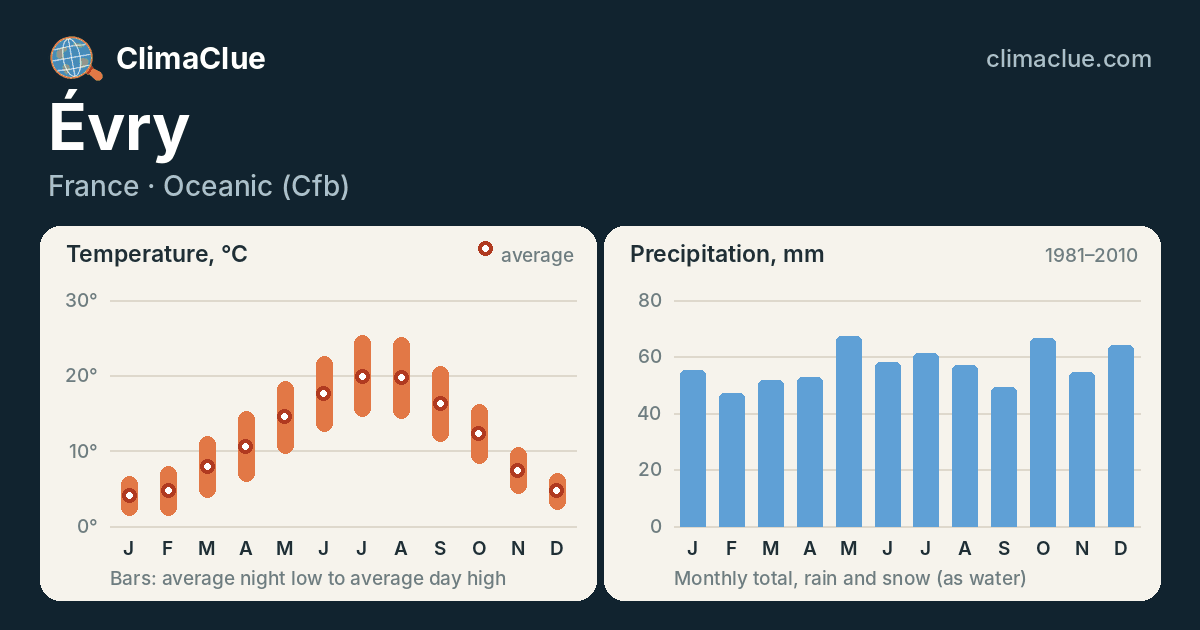 ClimaClue
climaclue.com
Évry
France · Oceanic (Cfb)
Temperature, °C
average
30°
20°
10°
0°
J F M A M J J A S O N D
Bars: average night low to average day high
Precipitation, mm
1981–2010
80
60
40
20
0
J F M A M J J A S O N D
Monthly total, rain and snow (as water)